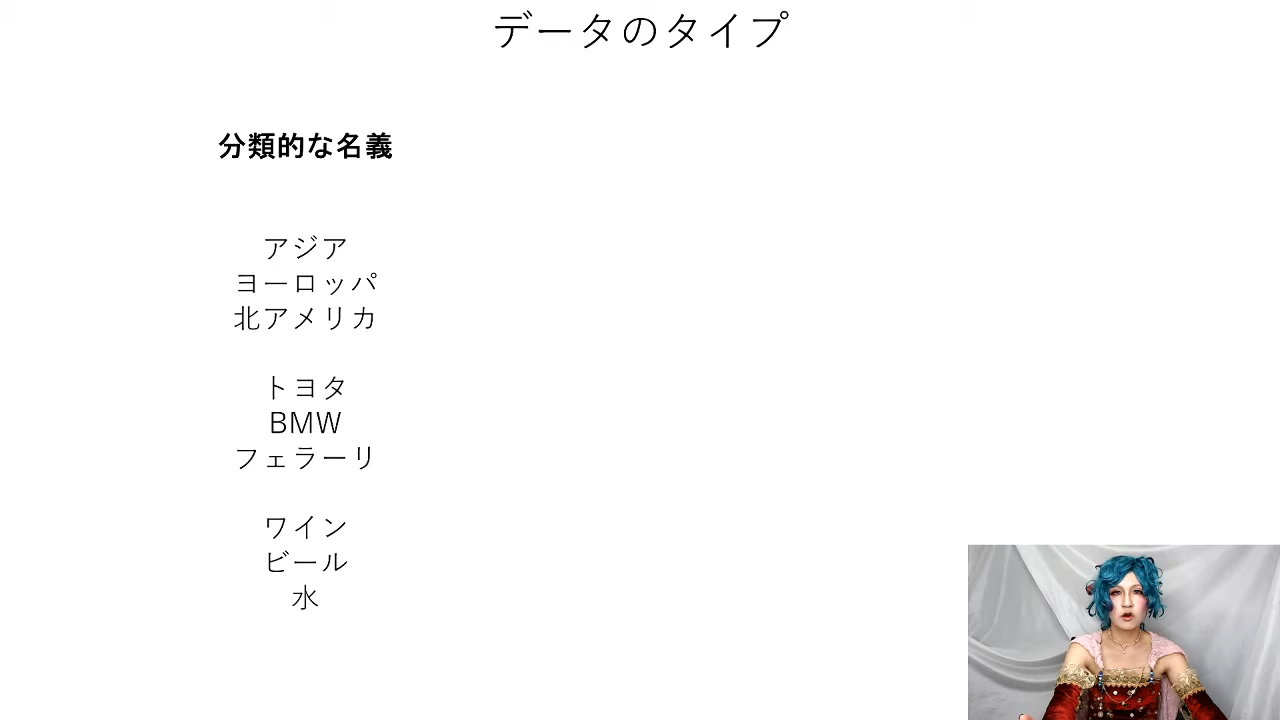 データのタイプ
分類的な名義
アジア
ヨーロッパ
北アメリカ
トヨタ
BMW
フェラーリ
ワイン
ビール
水